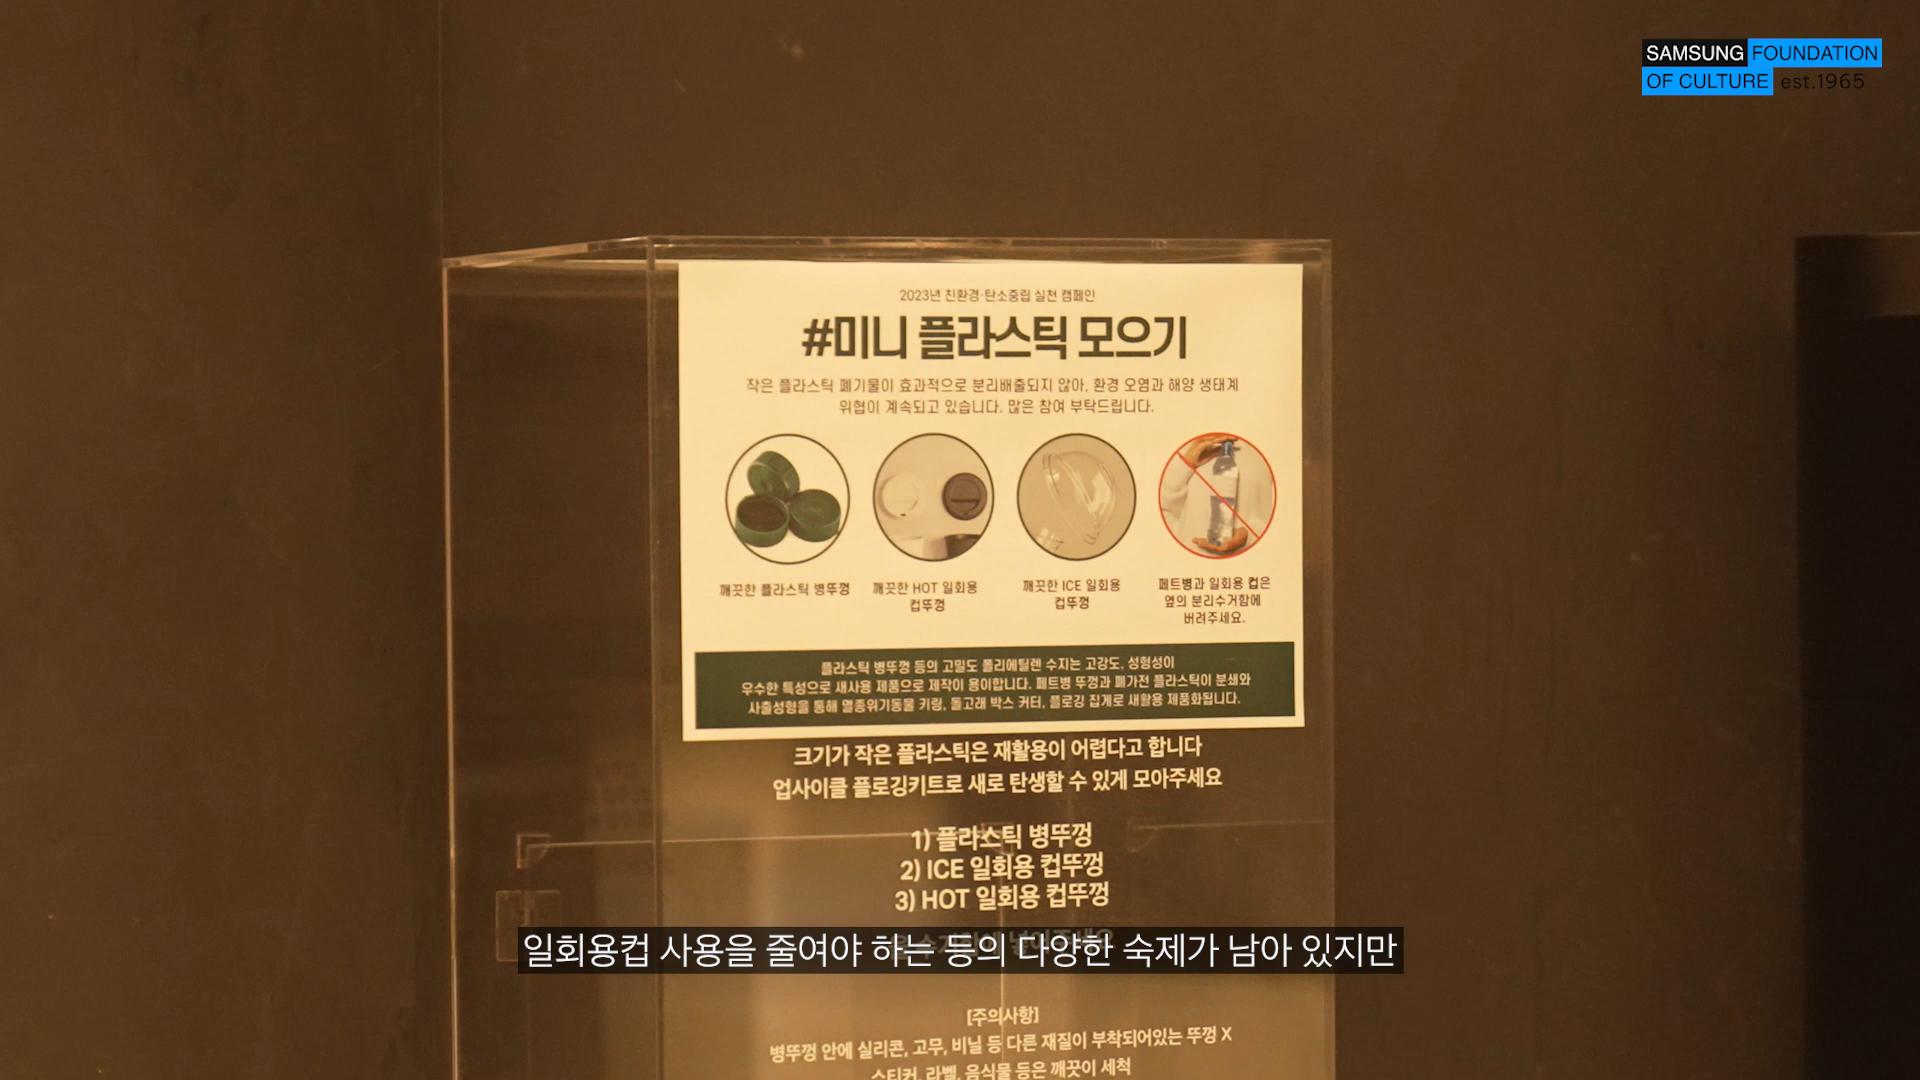 SAMSUNG FOUNDATION
OF CULTURE est.1965
2023년 친환경·탄소중립 실천 캠페인
#미니 플라스틱 모으기
작은 플라스틱 폐기물이 효과적으로 분리배출되지 않아, 환경 오염과 해양 생태계
위협이 계속되고 있습니다. 많은 참여 부탁드립니다.
깨끗한 플라스틱 병뚜껑
깨끗한 HOT 일회용
컵뚜껑
깨끗한 ICE 일회용
컵뚜껑
페트병과 일회용 컵은
옆의 분리수거함에
버려주세요.
플라스틱 병뚜껑 등의 고밀도 폴리에틸렌 수지는 고강도, 성형성이
우수한 특성으로 새사용 제품으로 제작이 용이합니다. 페트병 뚜껑과 폐가전 플라스틱이 분쇄와
사출성형을 통해 멸종위기동물 키링, 돌고래 박스 커터, 플로깅 집게로 새활용 제품화됩니다.
크기가 작은 플라스틱은 재활용이 어렵다고 합니다
업사이클 플로깅키트로 새로 탄생할 수 있게 모아주세요
1) 플라스틱 병뚜껑
2) ICE 일회용 컵뚜껑
3) HOT 일회용 컵뚜껑
일회용컵 사용을 줄여야 하는 등의 다양한 숙제가 남아 있지만
[주의사항]
병뚜껑 안에 실리콘, 고무, 비닐 등 다른 재질이 부착되어있는 뚜껑 X
스티커, 라벨, 음식물 등은 깨끗이 세척